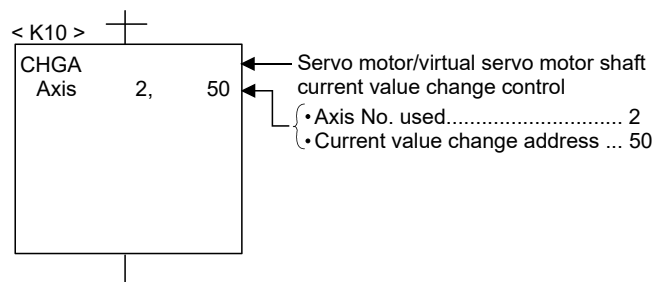 < K10 >
CHGA
Axis 2, 50
Servo motor/virtual servo motor shaft
current value change control
•Axis No. used.............................. 2
•Current value change address ... 50